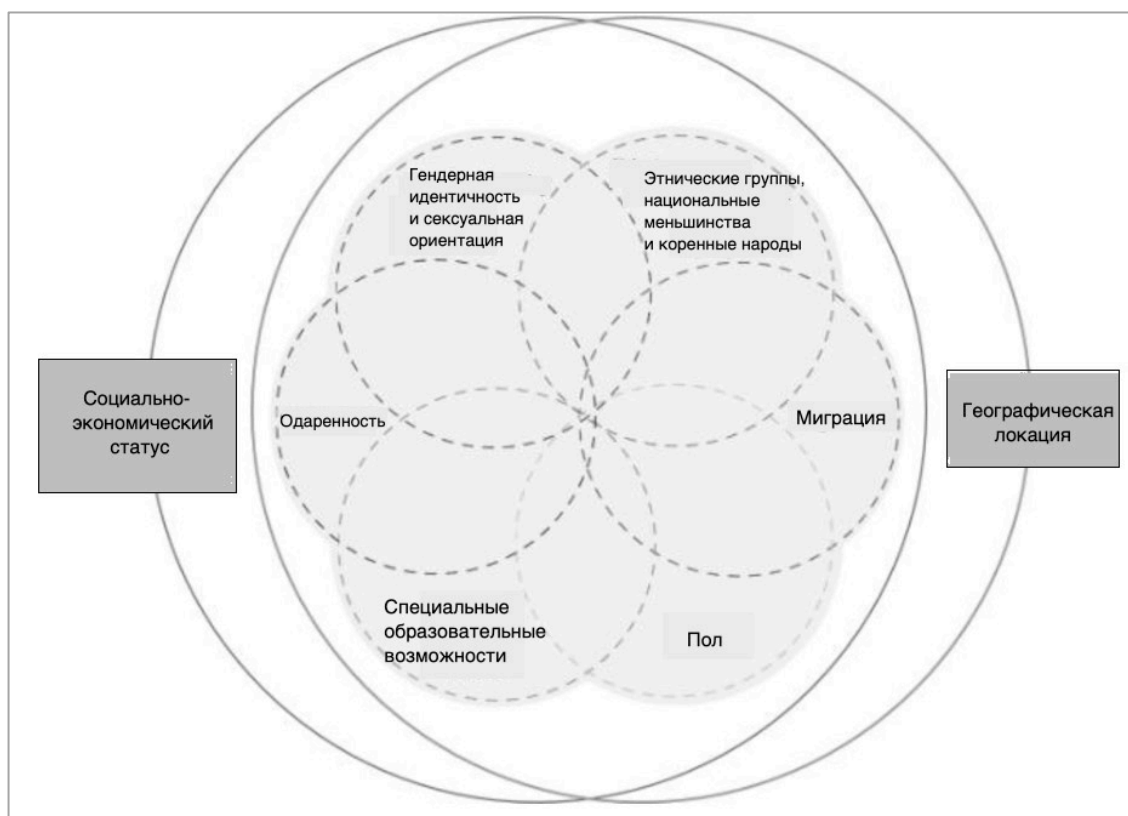 Гендерная
идентичность
и сексуальная
ориентация
Этнические группы,
национальные
меньшинства
и коренные народы
Социально-
экономический
статус
Одаренность
Миграция
Географическая
локация
Специальные
образовательные
возможности
Пол